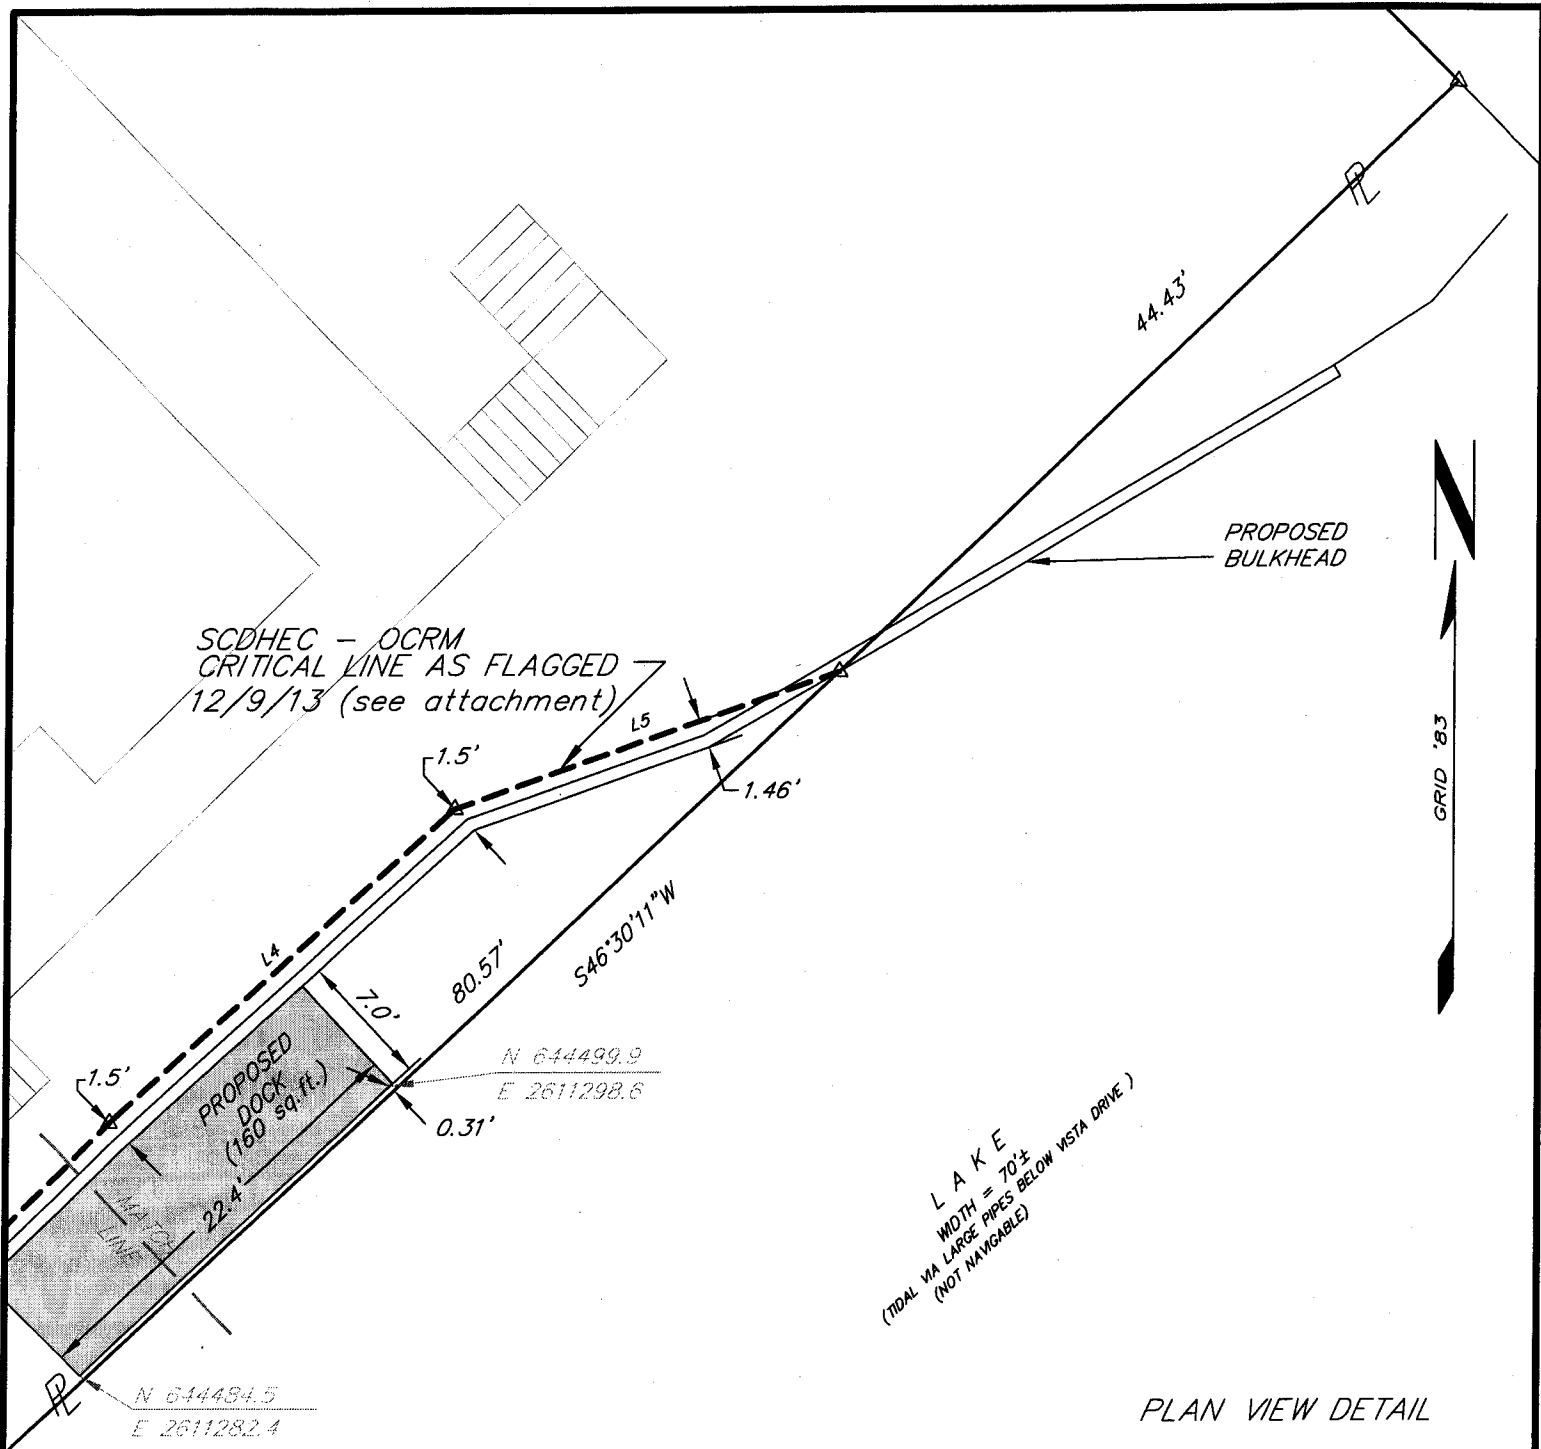 PL
44.43'
PROPOSED
BULKHEAD
N
GRID '83
SCDHEC - OCRM
CRITICAL LINE AS FLAGGED
12/9/13 (see attachment)
L5
1.5'
1.46'
S46°30'11"W
80.57'
L4
7.0'
N 644499.9
E 2611298.6
0.31'
1.5'
PROPOSED
DOCK
(160 sq.ft.)
22.4'
MATCH
LINE
L A K E
WIDTH = 70'±
(TIDAL VIA LARGE PIPES BELOW VISTA DRIVE )
(NOT NAVIGABLE)
PL
N 644484.5
E 2611282.4
PLAN VIEW DETAIL